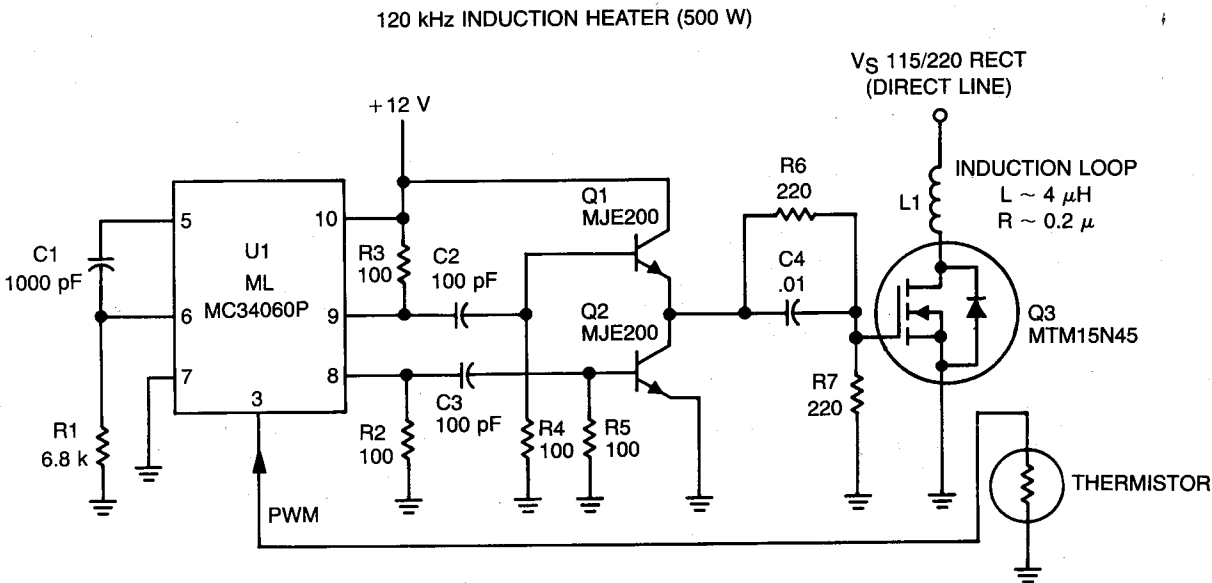 120 kHz INDUCTION HEATER (500 W)
VS 115/220 RECT
(DIRECT LINE)
+12 V
INDUCTION LOOP
L ~ 4 μH
R ~ 0.2 μ
L1
R6
220
Q1
MJE200
5
10
C1
1000 pF
U1
ML
MC34060P
R3
100
C2
100 pF
C4
.01
6
9
Q2
MJE200
Q3
MTM15N45
7
8
3
C3
100 pF
R7
220
R1
6.8 k
R2
100
R4
100
R5
100
THERMISTOR
PWM